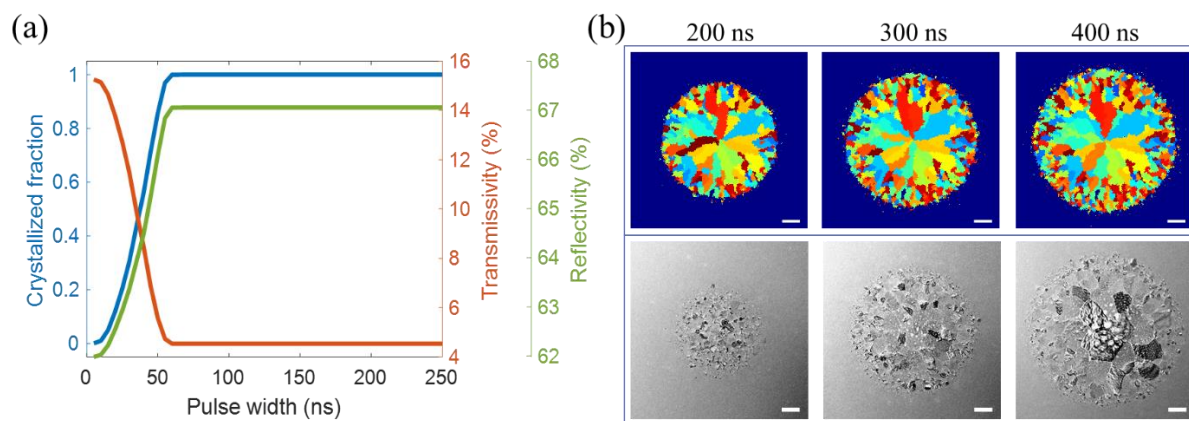 (a)
Crystallized fraction
1
0.8
0.6
0.4
0.2
0
0 50 100 150 200 250
Pulse width (ns)
16
14
12
10
8
6
4
Transmissivity (%)
68
67
66
65
64
63
62
Reflectivity (%)
(b)
200 ns 300 ns 400 ns